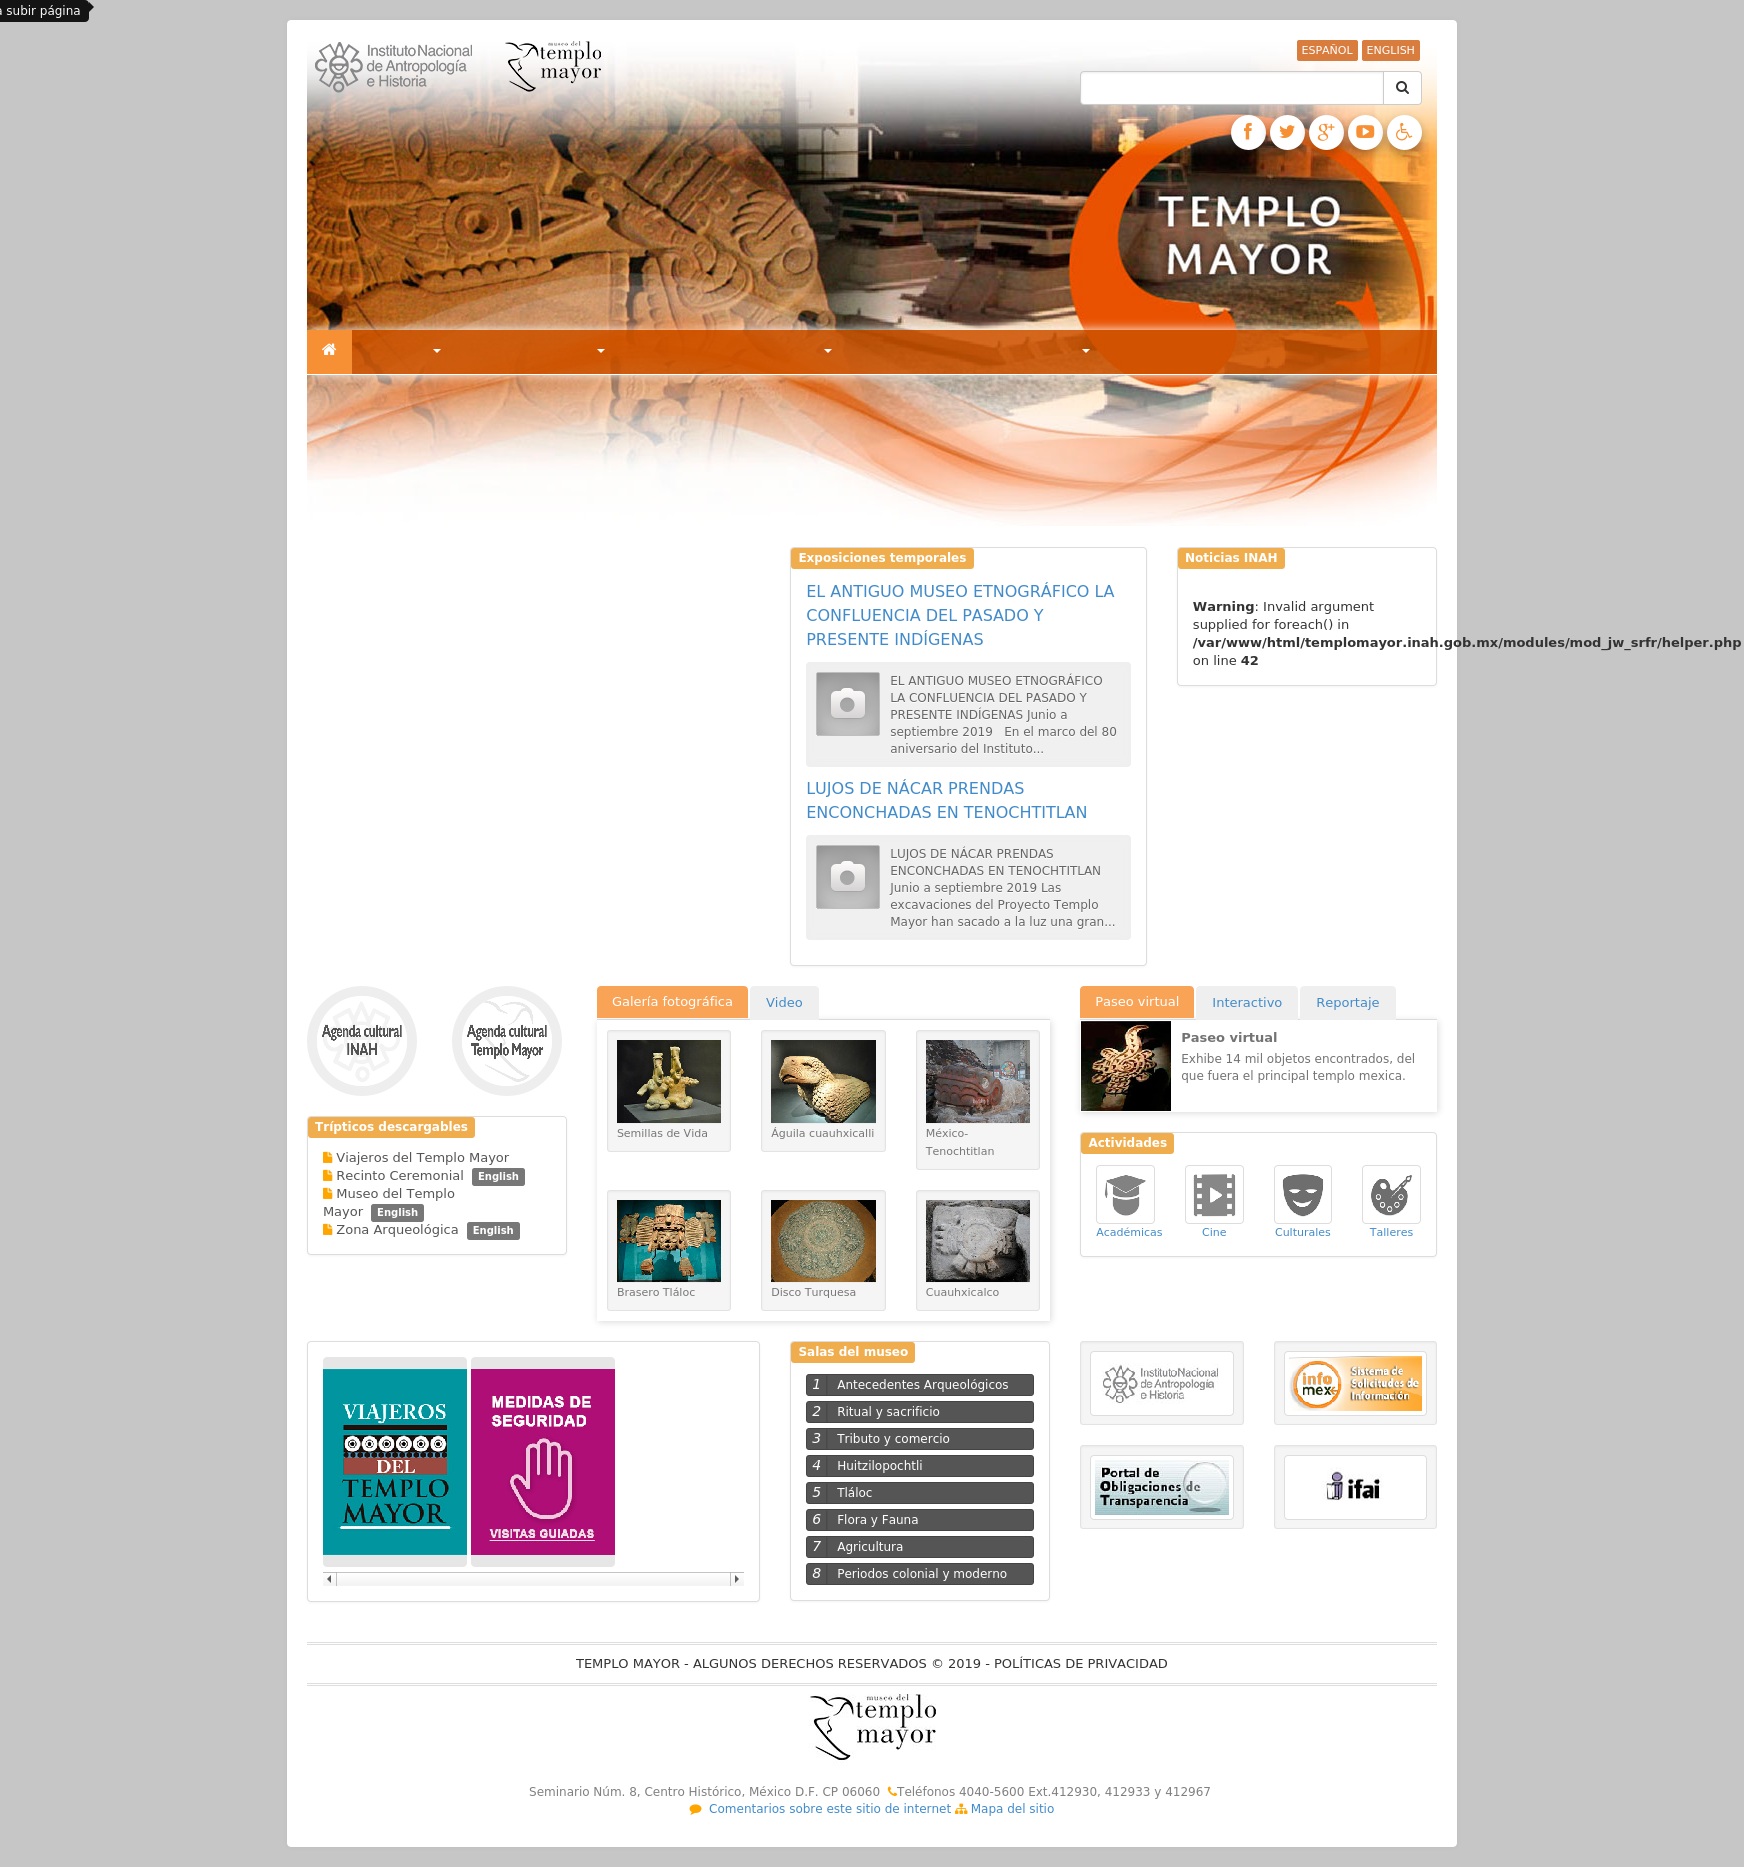 subir página
Instituto Nacional
de Antropología
e Historia
museo del
templo
mayor
ESPAÑOL ENGLISH
TEMPLO
MAYOR
Exposiciones temporales
EL ANTIGUO MUSEO ETNOGRÁFICO LA
CONFLUENCIA DEL PASADO Y
PRESENTE INDÍGENAS
EL ANTIGUO MUSEO ETNOGRÁFICO
LA CONFLUENCIA DEL PASADO Y
PRESENTE INDÍGENAS Junio a
septiembre 2019 En el marco del 80
aniversario del Instituto...
LUJOS DE NÁCAR PRENDAS
ENCONCHADAS EN TENOCHTITLAN
LUJOS DE NÁCAR PRENDAS
ENCONCHADAS EN TENOCHTITLAN
Junio a septiembre 2019 Las
excavaciones del Proyecto Templo
Mayor han sacado a la luz una gran...
Noticias INAH
Warning: Invalid argument
supplied for foreach() in
/var/www/html/templomayor.inah.gob.mx/modules/mod_jw_srfr/helper.php
on line 42
Agenda cultural
INAH
Agenda cultural
Templo Mayor
Trípticos descargables
Viajeros del Templo Mayor
Recinto Ceremonial English
Museo del Templo
Mayor English
Zona Arqueológica English
Galería fotográfica Video
Semillas de Vida
Águila cuauhxicalli
México-
Tenochtitlan
Brasero Tláloc
Disco Turquesa
Cuauhxicalco
Paseo virtual Interactivo Reportaje
Paseo virtual
Exhibe 14 mil objetos encontrados, del
que fuera el principal templo mexica.
Actividades
Académicas
Cine
Culturales
Talleres
VIAJEROS
DEL
TEMPLO
MAYOR
MEDIDAS DE
SEGURIDAD
VISITAS GUIADAS
Salas del museo
1 Antecedentes Arqueológicos
2 Ritual y sacrificio
3 Tributo y comercio
4 Huitzilopochtli
5 Tláloc
6 Flora y Fauna
7 Agricultura
8 Periodos colonial y moderno
Instituto Nacional
de Antropología
e Historia
info
mex
Sistema de
Solicitudes de
Información
Portal de
Obligaciones de
Transparencia
ifai
TEMPLO MAYOR - ALGUNOS DERECHOS RESERVADOS © 2019 - POLÍTICAS DE PRIVACIDAD
museo del
templo
mayor
Seminario Núm. 8, Centro Histórico, México D.F. CP 06060 Teléfonos 4040-5600 Ext.412930, 412933 y 412967
Comentarios sobre este sitio de internet Mapa del sitio